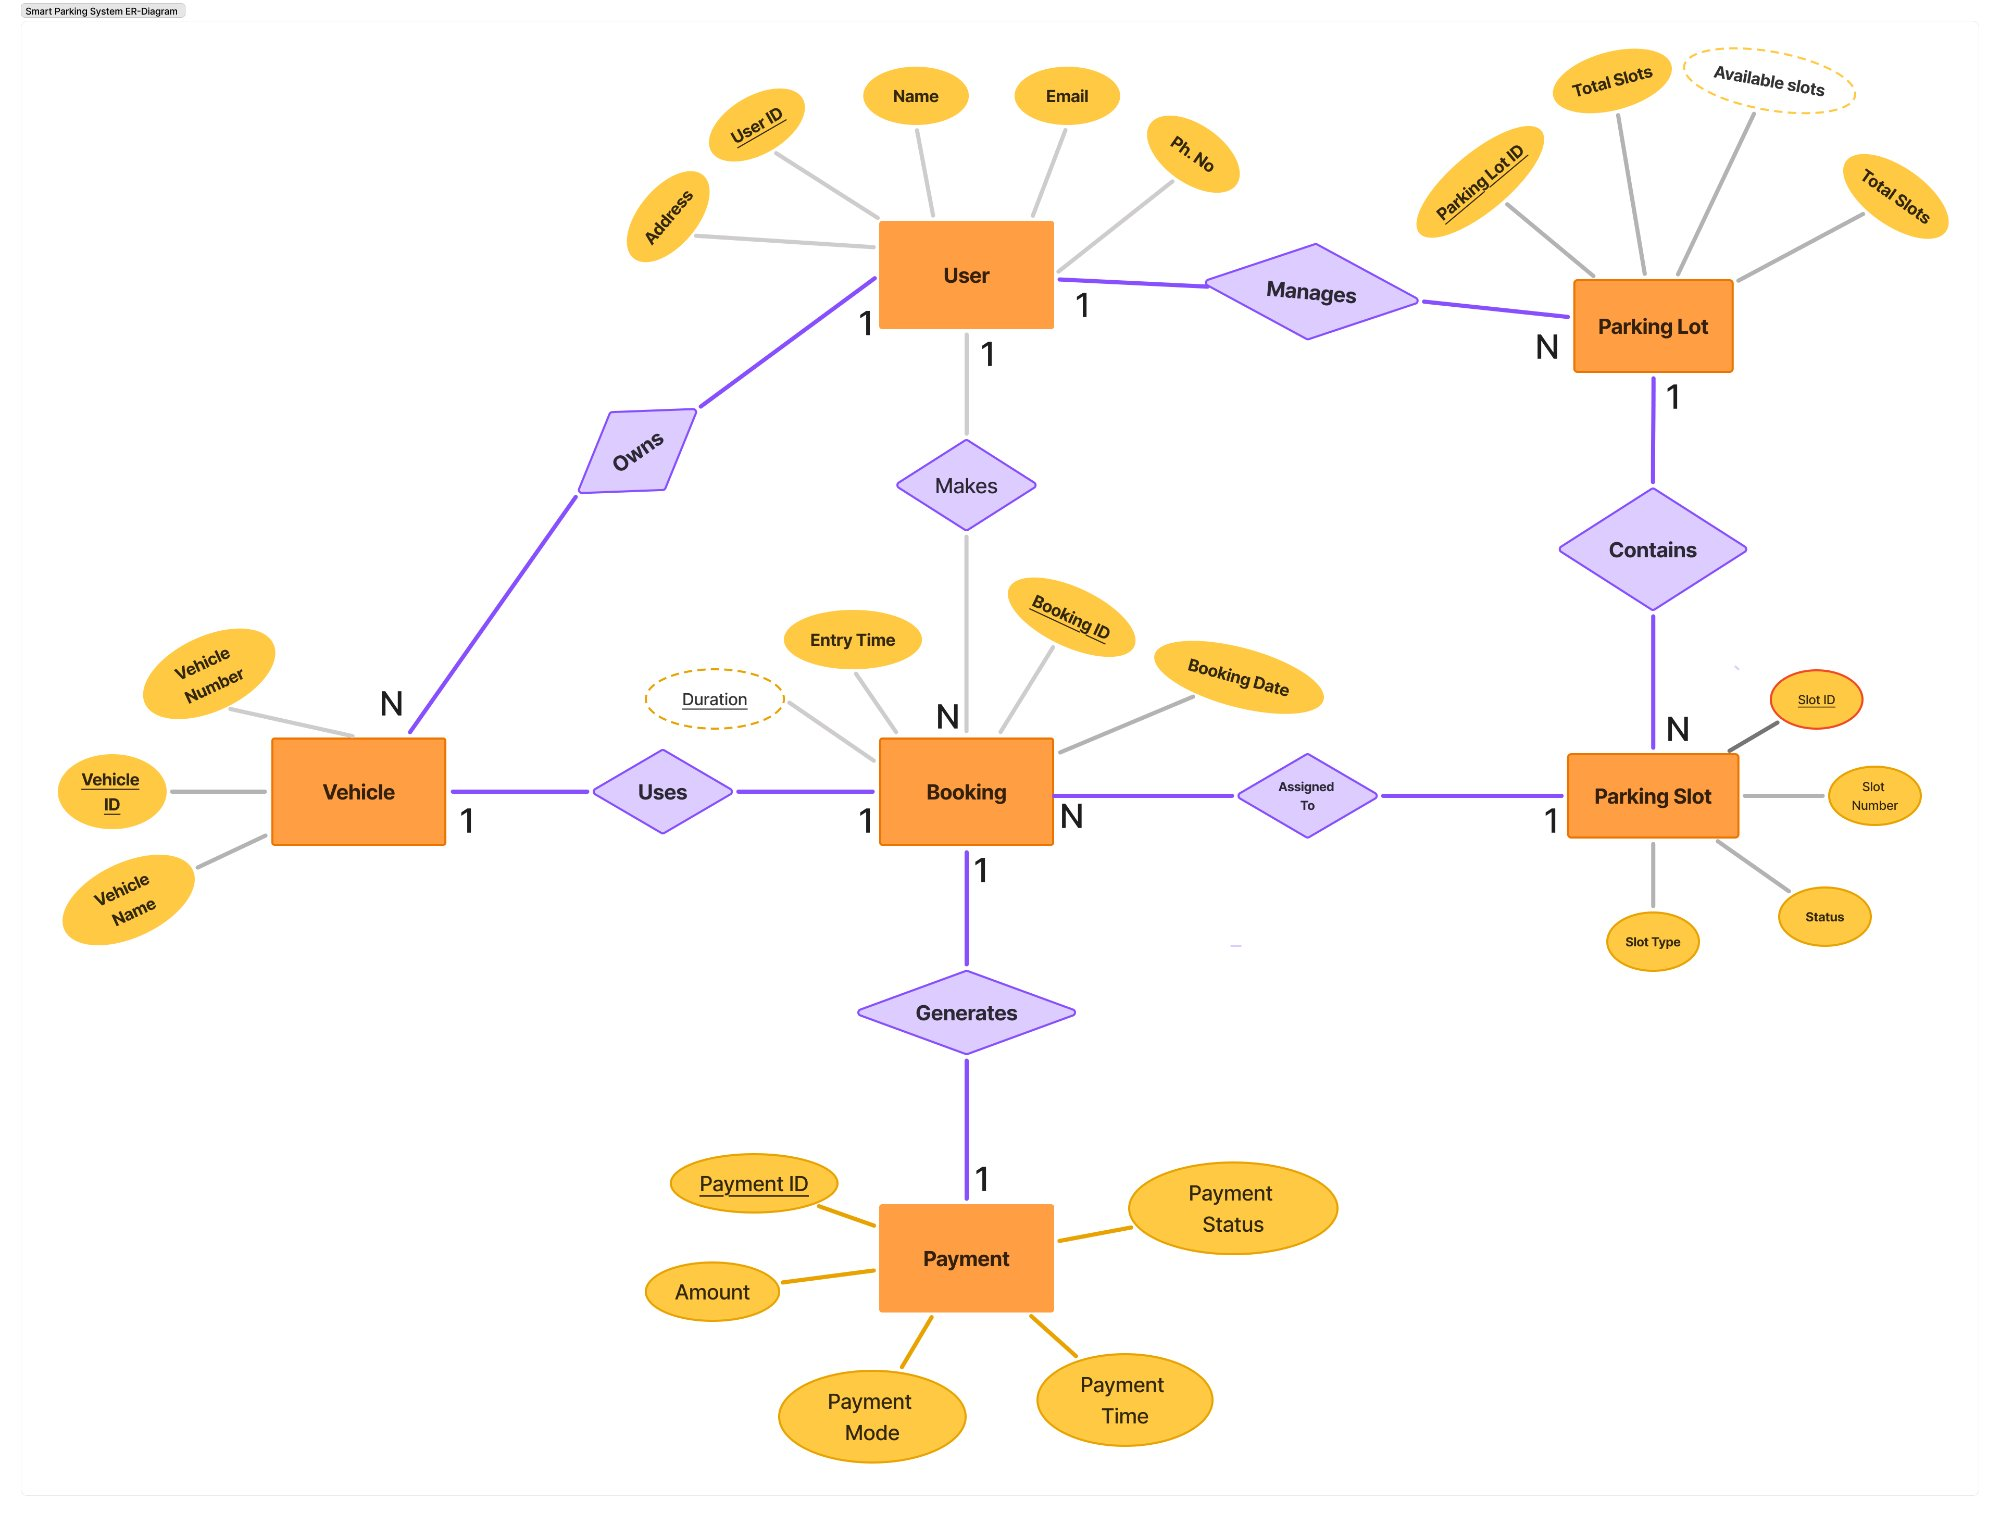 Smart Parking System ER-Diagram
Name
Email
User ID
Ph. No
Address
Total Slots
Available slots
Parking Lot ID
Total Slots
User
Manages
Parking Lot
1
1
1
N
1
Owns
Makes
Contains
Entry Time
Booking ID
Booking Date
Duration
Vehicle
Number
N
N
N
Slot ID
Vehicle
ID
Vehicle
Uses
Booking
Assigned
To
Parking Slot
Slot
Number
1
1
N
1
Vehicle
Name
1
Slot Type
Status
Generates
1
Payment ID
Payment
Status
Payment
Amount
Payment
Mode
Payment
Time